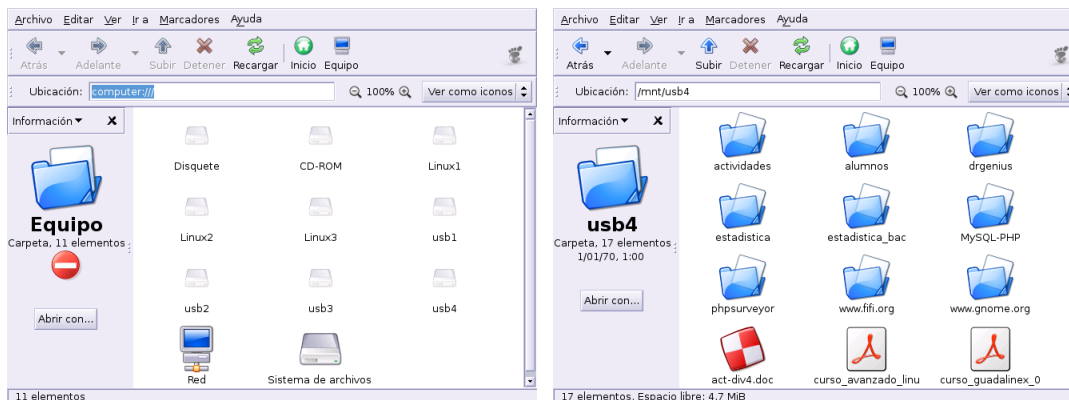 Archivo Editar Ver Ir a Marcadores Ayuda
Atrás Adelante Subir Detener Recargar Inicio Equipo
Ubicación: computer:/// 100% Ver como iconos
Información
Equipo
Carpeta, 11 elementos
Abrir con...
Disquete CD-ROM Linux1
Linux2 Linux3 usb1
usb2 usb3 usb4
Red Sistema de archivos
11 elementos
Archivo Editar Ver Ir a Marcadores Ayuda
Atrás Adelante Subir Detener Recargar Inicio Equipo
Ubicación: /mnt/usb4 100% Ver como iconos
Información
usb4
Carpeta, 17 elementos
1/01/70, 1:00
Abrir con...
actividades alumnos drgenius
estadistica estadistica_bac MySQL-PHP
phpsurveyor www.fifi.org www.gnome.org
act-div4.doc curso_avanzado_linu curso_guadalinex_0
17 elementos. Espacio libre: 4,7 MiB